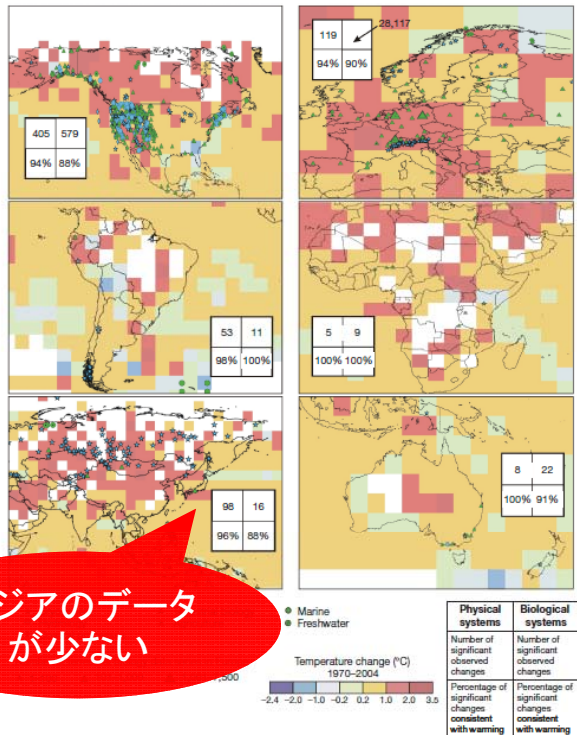 119
28,117
94% 90%
405 579
94% 88%
53 11
98% 100%
5 9
100% 100%
98 16
96% 88%
8 22
100% 91%
ジアのデータ
が少ない
Marine
Freshwater
,500
Temperature change (°C)
1970–2004
-2.4 -2.0 -1.0 -0.2 0.2 1.0 2.0 3.5
Physical systems
Biological systems
Number of significant observed changes
Number of significant observed changes
Percentage of significant changes consistent with warming
Percentage of significant changes consistent with warming